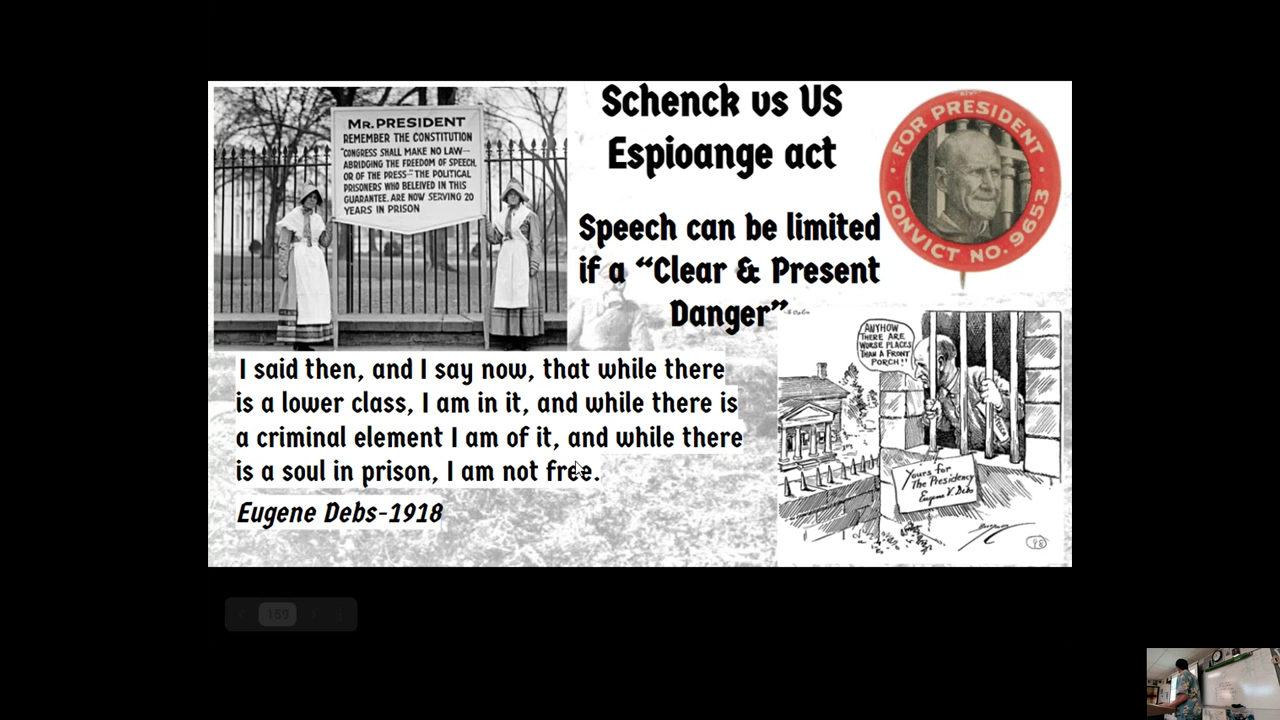 Mr. PRESIDENT
REMEMBER THE CONSTITUTION
"CONGRESS SHALL MAKE NO LAW—
ABRIDGING THE FREEDOM OF SPEECH,
OR OF THE PRESS" THE POLITICAL
PRISONERS WHO BELEIVED IN THIS
GUARANTEE, ARE NOW SERVING 20
YEARS IN PRISON
Schenck vs US
Espioange act
Speech can be limited
if a “Clear & Present
Danger”
FOR PRESIDENT
CONVICT NO. 9653
I said then, and I say now, that while there
is a lower class, I am in it, and while there is
a criminal element I am of it, and while there
is a soul in prison, I am not free.
Eugene Debs-1918
ANYHOW
THERE ARE
WORSE PLACES
THAN A FRONT
PORCH!!
Yours for
The Presidency
Eugene V. Debs
98
159